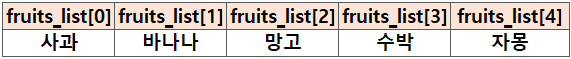 fruits_list[0] fruits_list[1] fruits_list[2] fruits_list[3] fruits_list[4]
사과 바나나 망고 수박 자몽